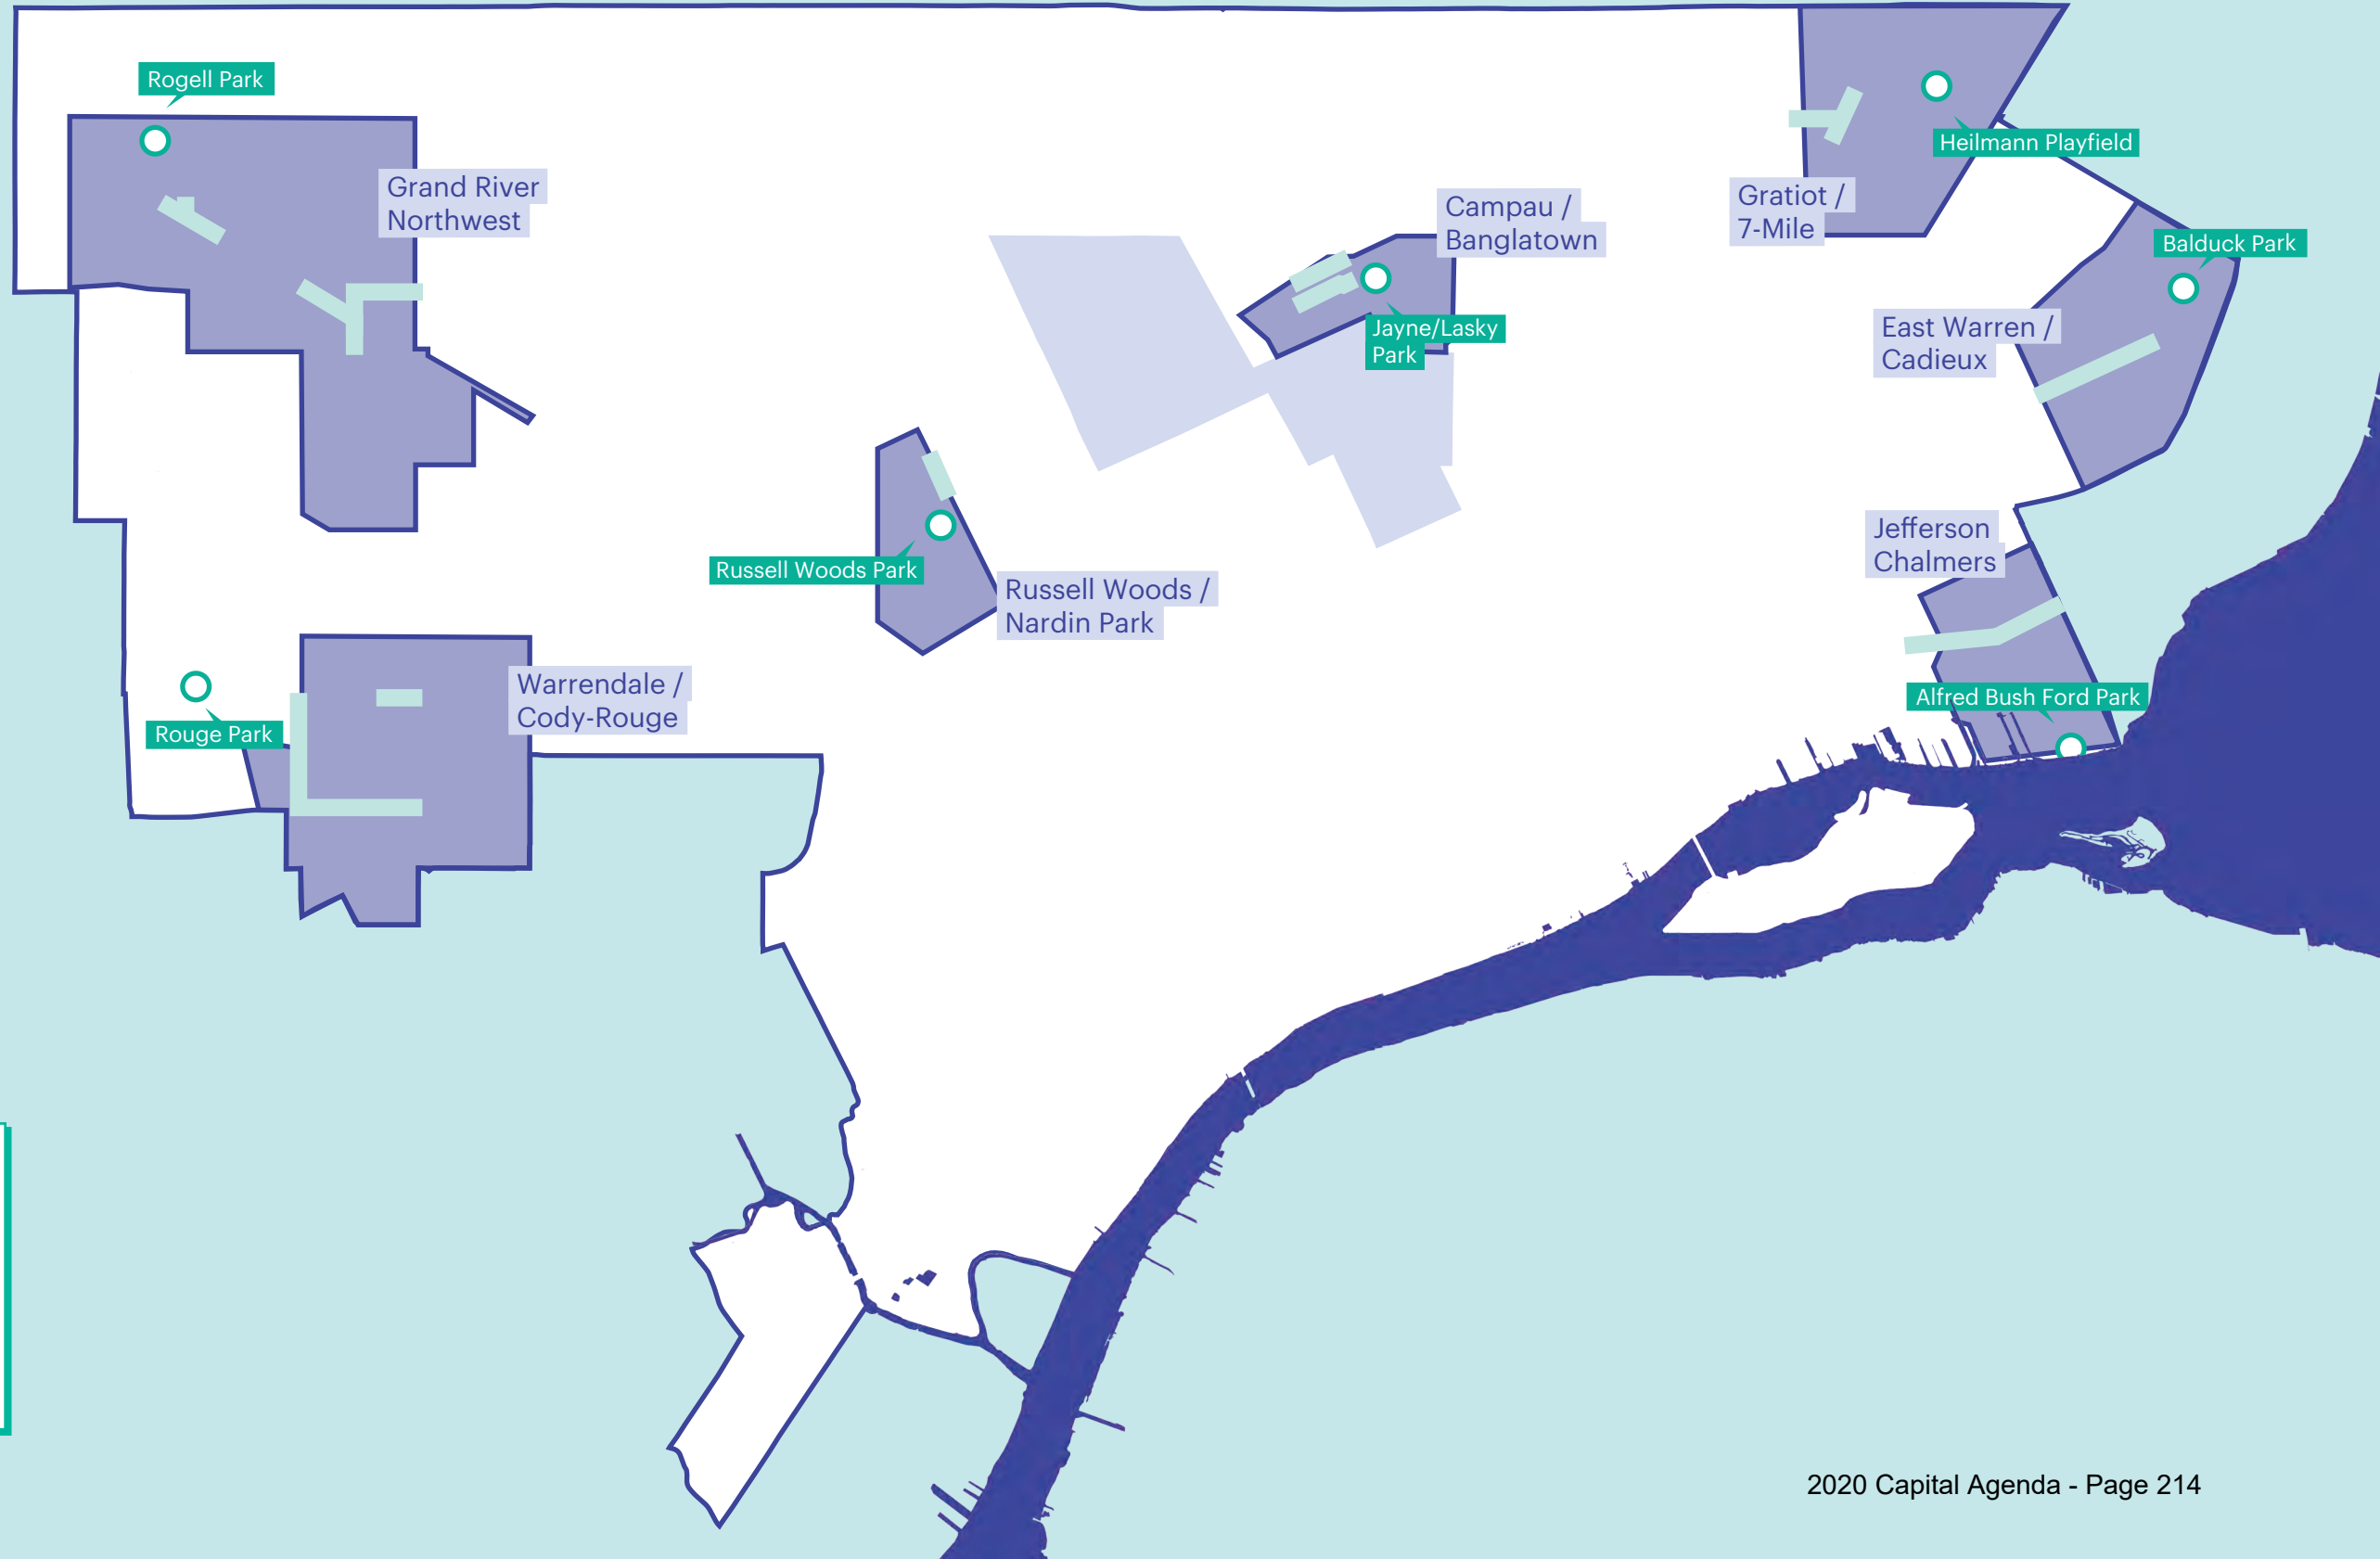 Rogell Park
Grand River
Northwest
Heilmann Playfield
Gratiot /
7-Mile
Campau /
Banglatown
Balduck Park
Jayne/Lasky
Park
East Warren /
Cadieux
Jefferson
Chalmers
Russell Woods Park
Russell Woods /
Nardin Park
Warrendale /
Cody-Rouge
Alfred Bush Ford Park
Rouge Park
2020 Capital Agenda - Page 214